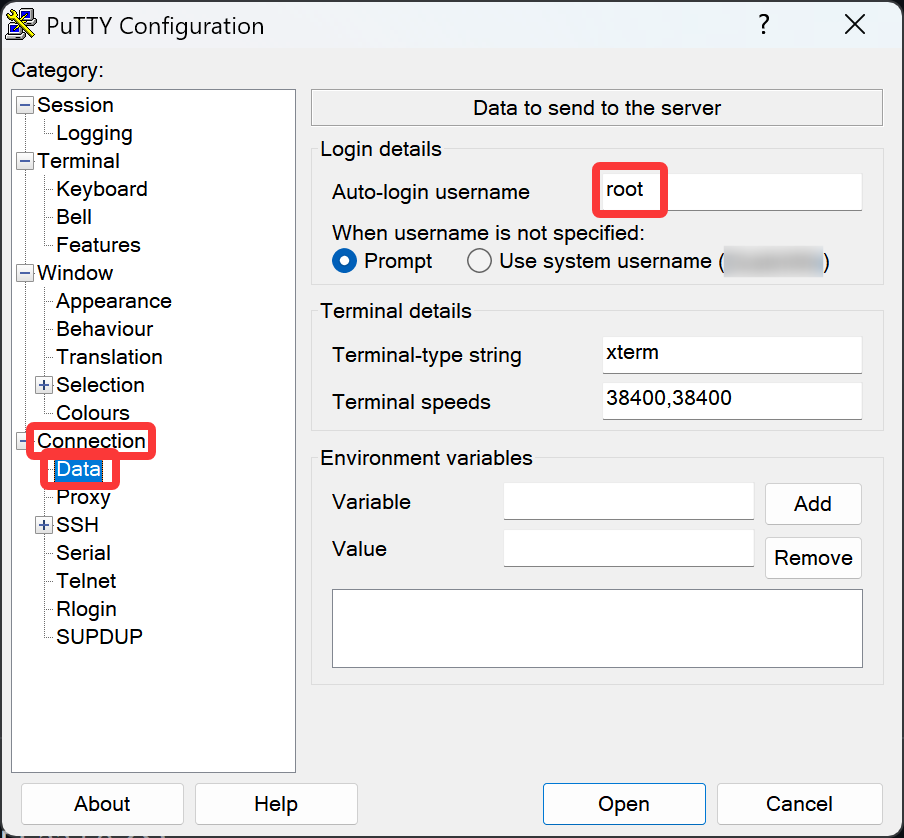 PuTTY Configuration
?
Category:
Session
Logging
Terminal
Keyboard
Bell
Features
Window
Appearance
Behaviour
Translation
Selection
Colours
Connection
Data
Proxy
SSH
Serial
Telnet
Rlogin
SUPDUP
Data to send to the server
Login details
Auto-login username
root
When username is not specified:
Prompt
Use system username ( )
Terminal details
Terminal-type string
xterm
Terminal speeds
38400,38400
Environment variables
Variable
Add
Value
Remove
About
Help
Open
Cancel